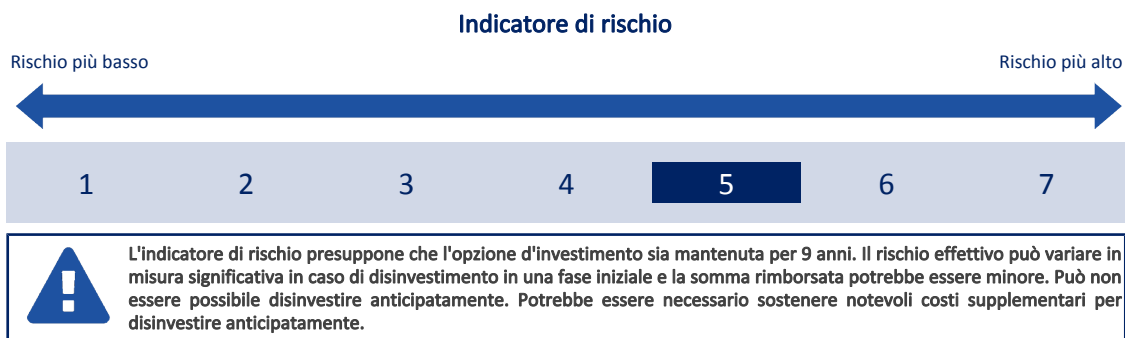 Indicatore di rischio
Rischio più basso
Rischio più alto
1 2 3 4 5 6 7
L'indicatore di rischio presuppone che l'opzione d'investimento sia mantenuta per 9 anni. Il rischio effettivo può variare in
misura significativa in caso di disinvestimento in una fase iniziale e la somma rimborsata potrebbe essere minore. Può non
essere possibile disinvestire anticipatamente. Potrebbe essere necessario sostenere notevoli costi supplementari per
disinvestire anticipatamente.